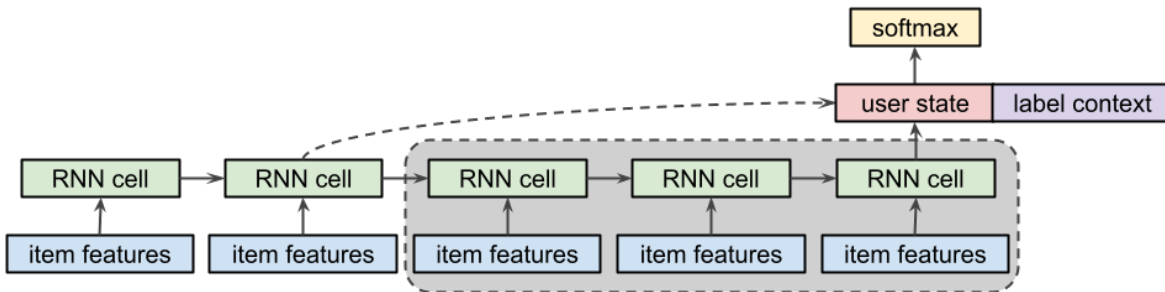 softmax
user state
label context
RNN cell
RNN cell
RNN cell
RNN cell
RNN cell
item features
item features
item features
item features
item features